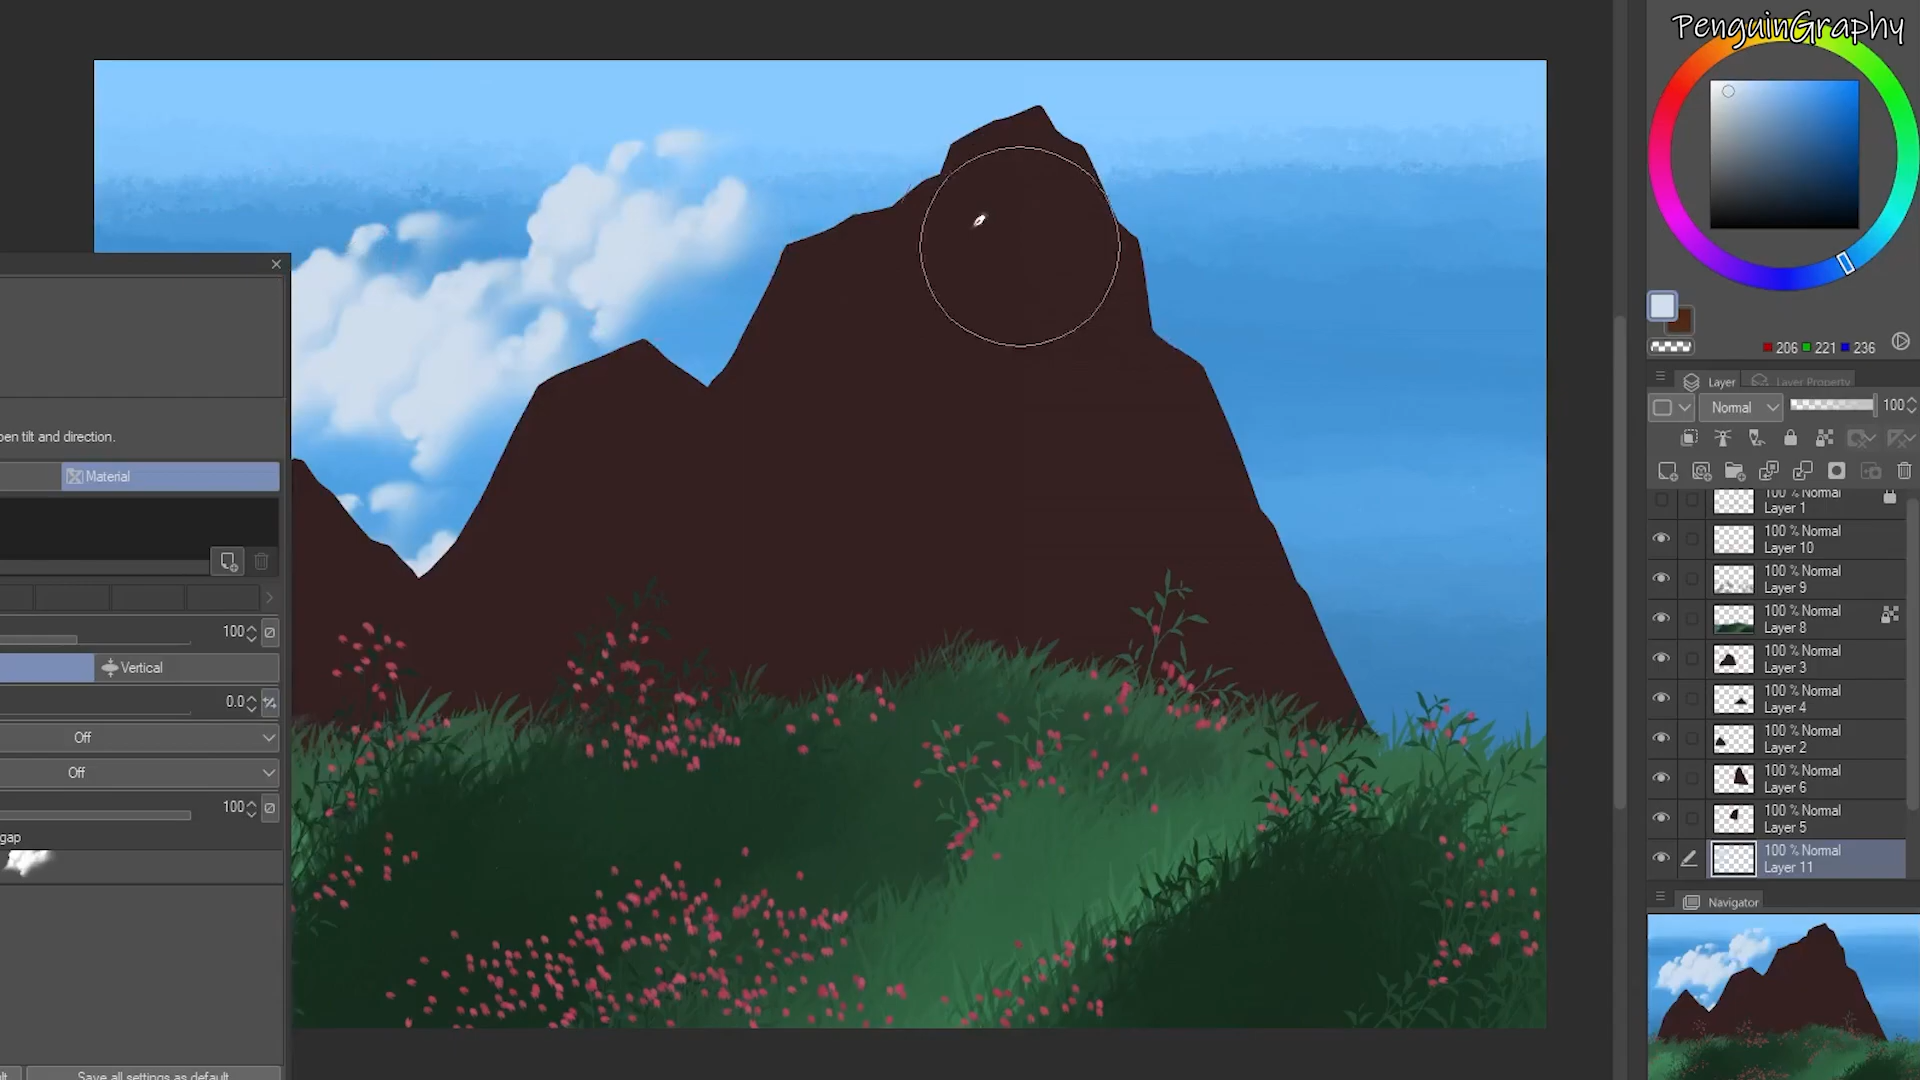 PenguinGraphy
206 221 236
Layer Layer Property
Normal 100
100 % Normal
Layer 1
100 % Normal
Layer 10
100 % Normal
Layer 9
100 % Normal
Layer 8
100 % Normal
Layer 3
100 % Normal
Layer 4
100 % Normal
Layer 2
100 % Normal
Layer 6
100 % Normal
Layer 5
100 % Normal
Layer 11
Navigator
pen tilt and direction.
Material
100
Vertical
0.0
Off
Off
100
gap
Save all settings as default